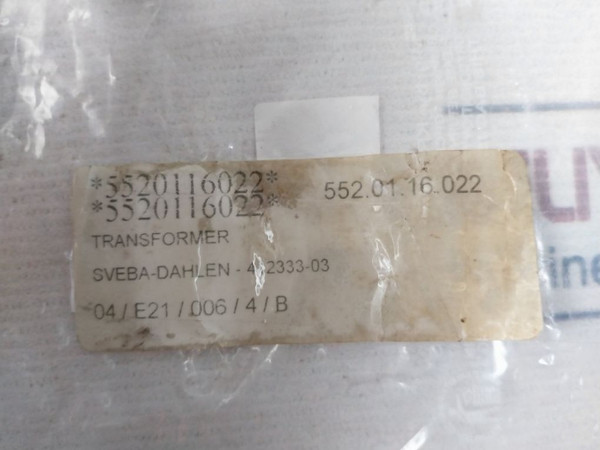 *5520116022*
*5520116022*
552.01.16.022
TRANSFORMER
SVEBA-DAHLEN -
04 / E21 / 006 / 4 / B